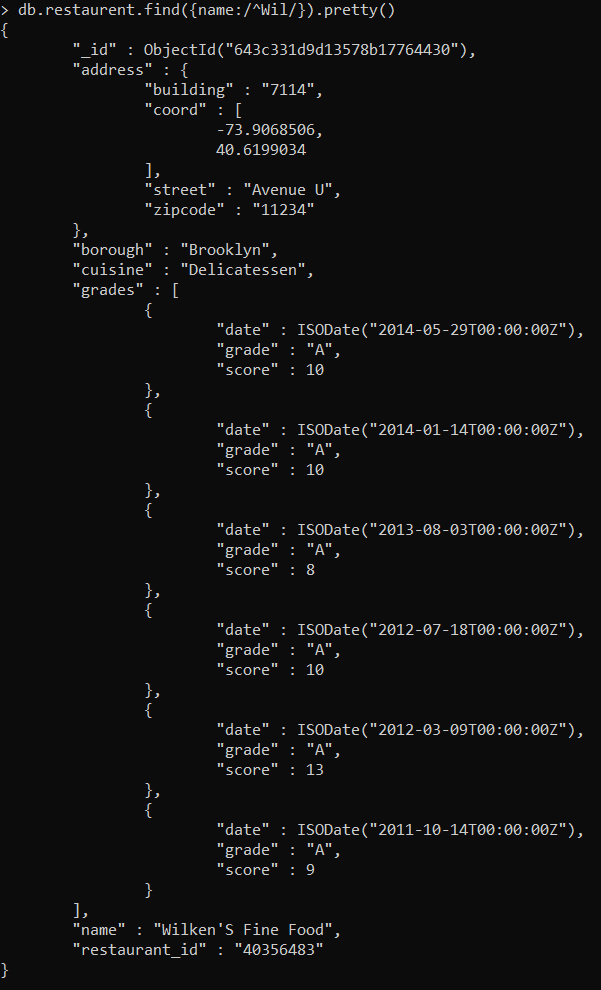 > db.restaurent.find({name:/^Wil/}).pretty()
{
        "_id" : ObjectId("643c331d9d13578b17764430"),
        "address" : {
                "building" : "7114",
                "coord" : [
                        -73.9068506,
                        40.6199034
                ],
                "street" : "Avenue U",
                "zipcode" : "11234"
        },
        "borough" : "Brooklyn",
        "cuisine" : "Delicatessen",
        "grades" : [
                {
                        "date" : ISODate("2014-05-29T00:00:00Z"),
                        "grade" : "A",
                        "score" : 10
                },
                {
                        "date" : ISODate("2014-01-14T00:00:00Z"),
                        "grade" : "A",
                        "score" : 10
                },
                {
                        "date" : ISODate("2013-08-03T00:00:00Z"),
                        "grade" : "A",
                        "score" : 8
                },
                {
                        "date" : ISODate("2012-07-18T00:00:00Z"),
                        "grade" : "A",
                        "score" : 10
                },
                {
                        "date" : ISODate("2012-03-09T00:00:00Z"),
                        "grade" : "A",
                        "score" : 13
                },
                {
                        "date" : ISODate("2011-10-14T00:00:00Z"),
                        "grade" : "A",
                        "score" : 9
                }
        ],
        "name" : "Wilken'S Fine Food",
        "restaurant_id" : "40356483"
}